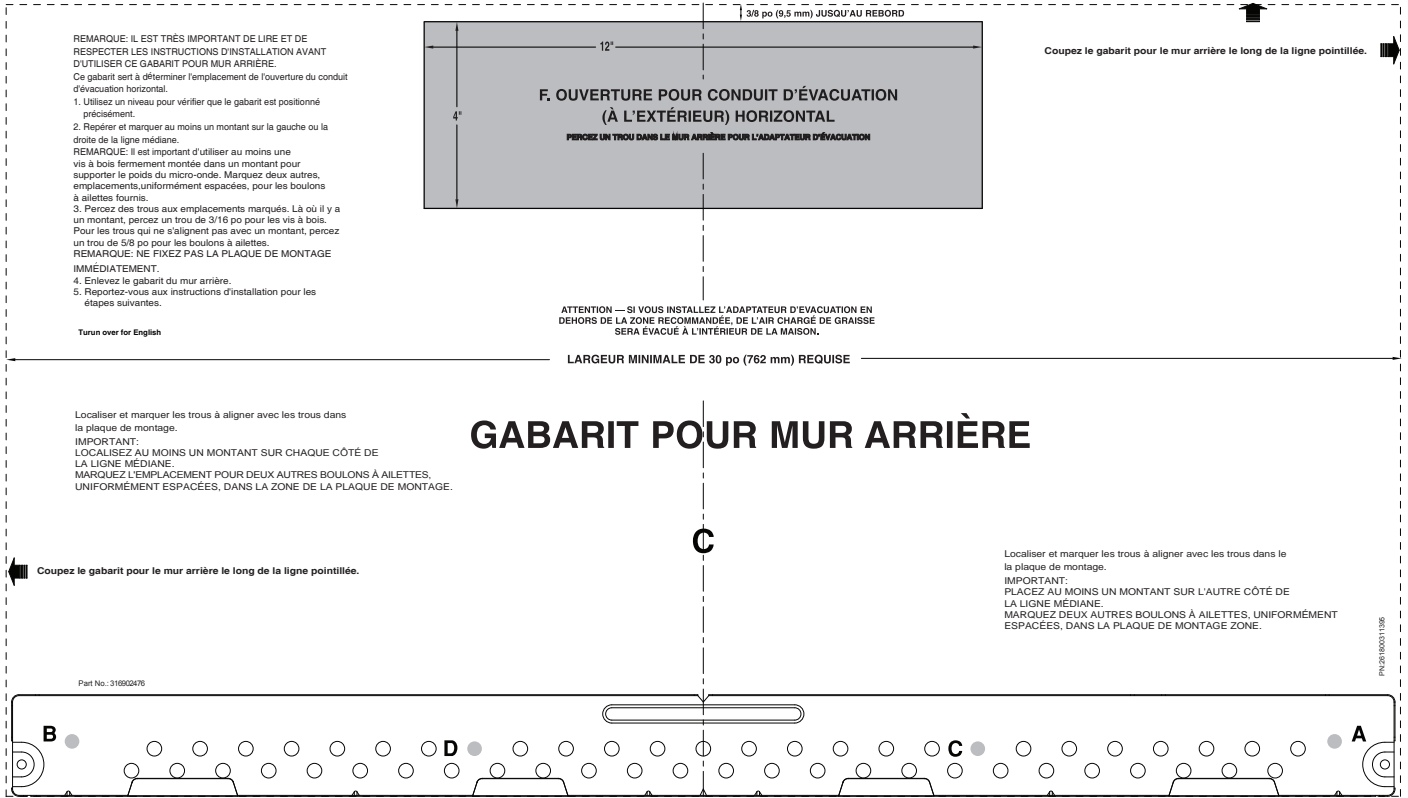 3/8 po (9,5 mm) JUSQU'AU REBORD
REMARQUE: IL EST TRÈS IMPORTANT DE LIRE ET DE
RESPECTER LES INSTRUCTIONS D'INSTALLATION AVANT
D'UTILISER CE GABARIT POUR MUR ARRIÈRE.
Ce gabarit sert à déterminer l'emplacement de l'ouverture du conduit
d'évacuation horizontal.
1. Utilisez un niveau pour vérifier que le gabarit est positionné
précisément.
2. Repérer et marquer au moins un montant sur la gauche ou la
droite de la ligne médiane.
REMARQUE: Il est important d'utiliser au moins une
vis à bois fermement montée dans un montant pour
supporter le poids du micro-onde. Marquez deux autres,
emplacements,uniformément espacées, pour les boulons
à ailettes fournis.
3. Percez des trous aux emplacements marqués. Là où il y a
un montant, percez un trou de 3/16 po pour les vis à bois.
Pour les trous qui ne s'alignent pas avec un montant, percez
un trou de 5/8 po pour les boulons à ailettes.
REMARQUE: NE FIXEZ PAS LA PLAQUE DE MONTAGE
IMMÉDIATEMENT.
4. Enlevez le gabarit du mur arrière.
5. Reportez-vous aux instructions d'installation pour les
étapes suivantes.
Turun over for English
12"
4"
F. OUVERTURE POUR CONDUIT D'ÉVACUATION
(À L'EXTÉRIEUR) HORIZONTAL
PERCEZ UN TROU DANS LE MUR ARRIÈRE POUR L'ADAPTATEUR D'ÉVACUATION
Coupez le gabarit pour le mur arrière le long de la ligne pointillée.
ATTENTION — SI VOUS INSTALLEZ L'ADAPTATEUR D'EVACUATION EN
DEHORS DE LA ZONE RECOMMANDÉE, DE L'AIR CHARGÉ DE GRAISSE
SERA ÉVACUÉ À L'INTÉRIEUR DE LA MAISON.
LARGEUR MINIMALE DE 30 po (762 mm) REQUISE
Localiser et marquer les trous à aligner avec les trous dans
la plaque de montage.
IMPORTANT:
LOCALISEZ AU MOINS UN MONTANT SUR CHAQUE CÔTÉ DE
LA LIGNE MÉDIANE.
MARQUEZ L'EMPLACEMENT POUR DEUX AUTRES BOULONS À AILETTES,
UNIFORMÉMENT ESPACÉES, DANS LA ZONE DE LA PLAQUE DE MONTAGE.
GABARIT POUR MUR ARRIÈRE
C
Coupez le gabarit pour le mur arrière le long de la ligne pointillée.
Localiser et marquer les trous à aligner avec les trous dans le
la plaque de montage.
IMPORTANT:
PLACEZ AU MOINS UN MONTANT SUR L'AUTRE CÔTÉ DE
LA LIGNE MÉDIANE.
MARQUEZ DEUX AUTRES BOULONS À AILETTES, UNIFORMÉMENT
ESPACÉES, DANS LA PLAQUE DE MONTAGE ZONE.
PN:261800311395
Part No.: 316902476
B
D
C
A